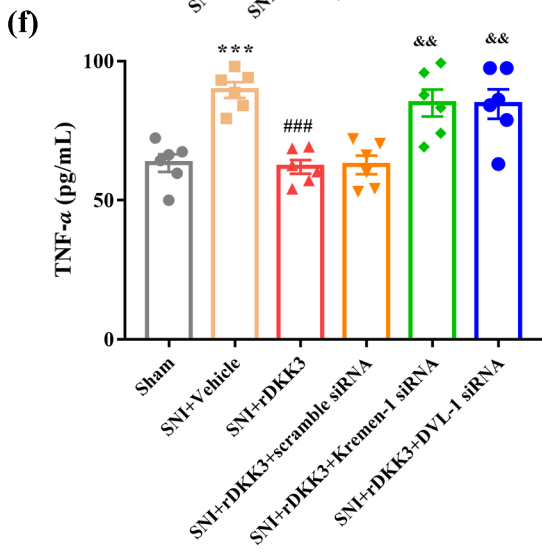 (f)
***
###
&&
&&
TNF-α (pg/mL)
100
50
0
Sham
SNI+Vehicle
SNI+rDKK3
SNI+rDKK3+scramble siRNA
SNI+rDKK3+Kremen-1 siRNA
SNI+rDKK3+DVL-1 siRNA